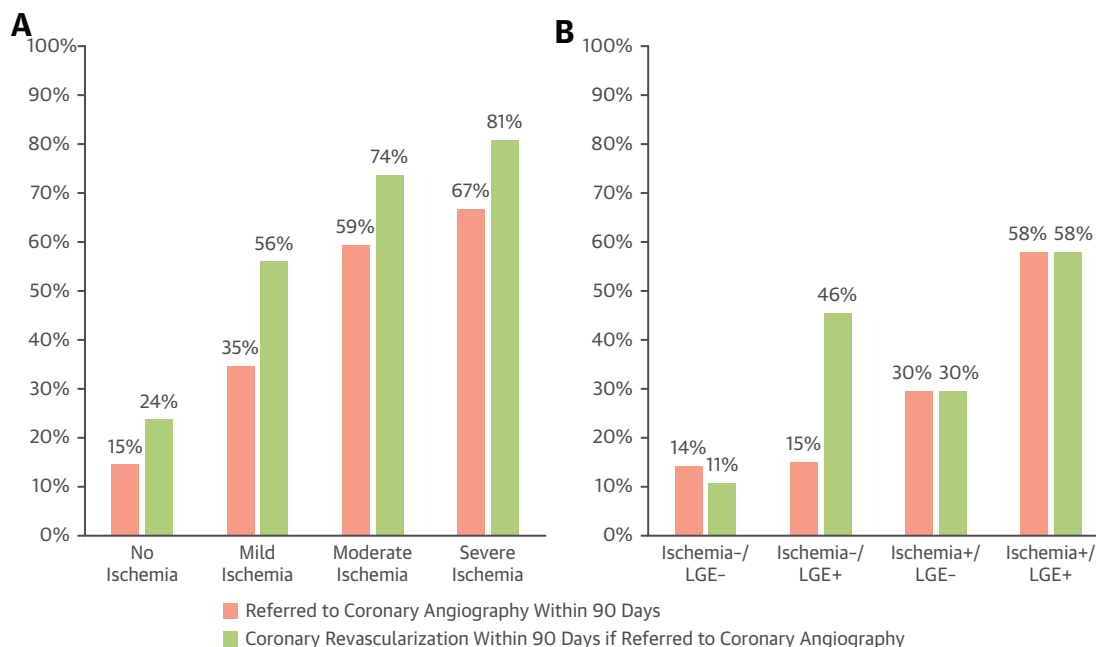 A
100%
90%
80%
70%
60%
50%
40%
30%
20%
10%
0%
15%
24%
35%
56%
59%
74%
67%
81%
No
Ischemia
Mild
Ischemia
Moderate
Ischemia
Severe
Ischemia
B
100%
90%
80%
70%
60%
50%
40%
30%
20%
10%
0%
14%
11%
15%
46%
30%
30%
58%
58%
Ischemia–/
LGE–
Ischemia–/
LGE+
Ischemia+/
LGE–
Ischemia+/
LGE+
Referred to Coronary Angiography Within 90 Days
Coronary Revascularization Within 90 Days if Referred to Coronary Angiography